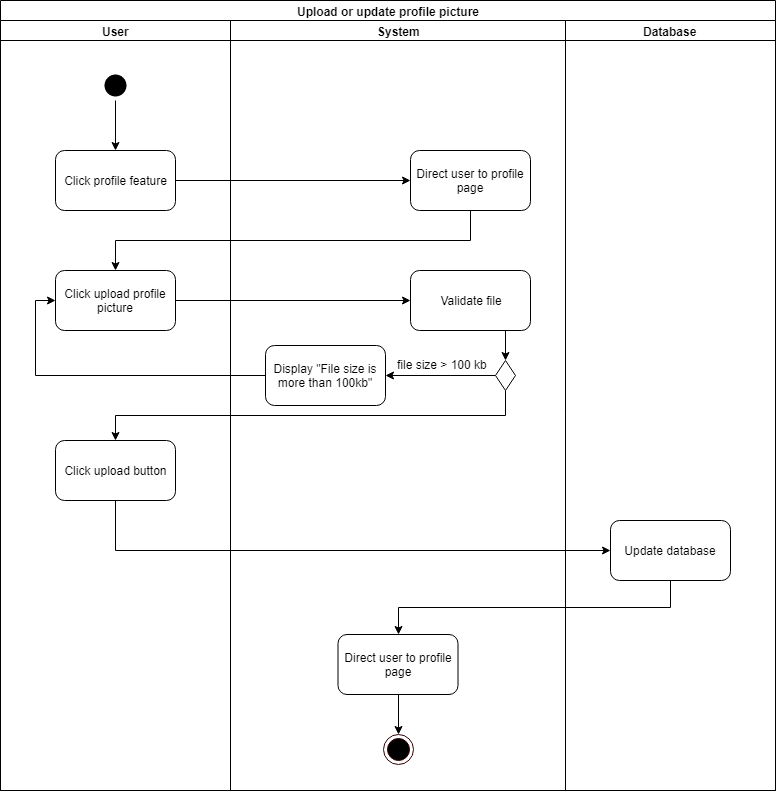 Upload or update profile picture
User
System
Database
Click profile feature
Direct user to profile
page
Click upload profile
picture
Validate file
file size > 100 kb
Display "File size is
more than 100kb"
Click upload button
Update database
Direct user to profile
page